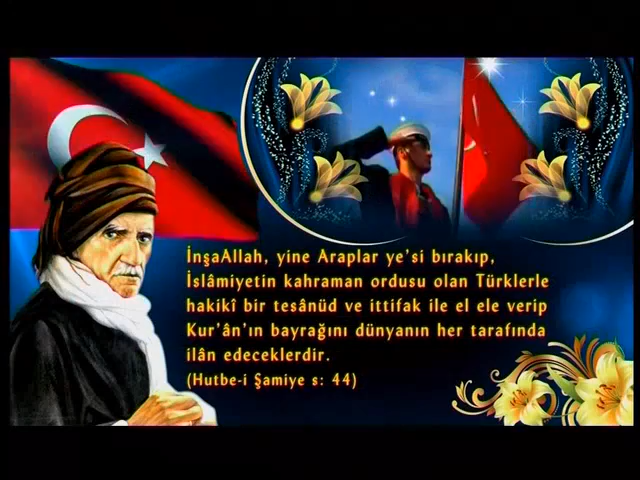 İnşaAllah, yine Araplar ye'si bırakıp,
İslâmiyetin kahraman ordusu olan Türklerle
hakikî bir tesânüd ve ittifak ile el ele verip
Kur'ân'ın bayrağını dünyanın her tarafında
ilân edeceklerdir.
(Hutbe-i Şamiye s: 44)